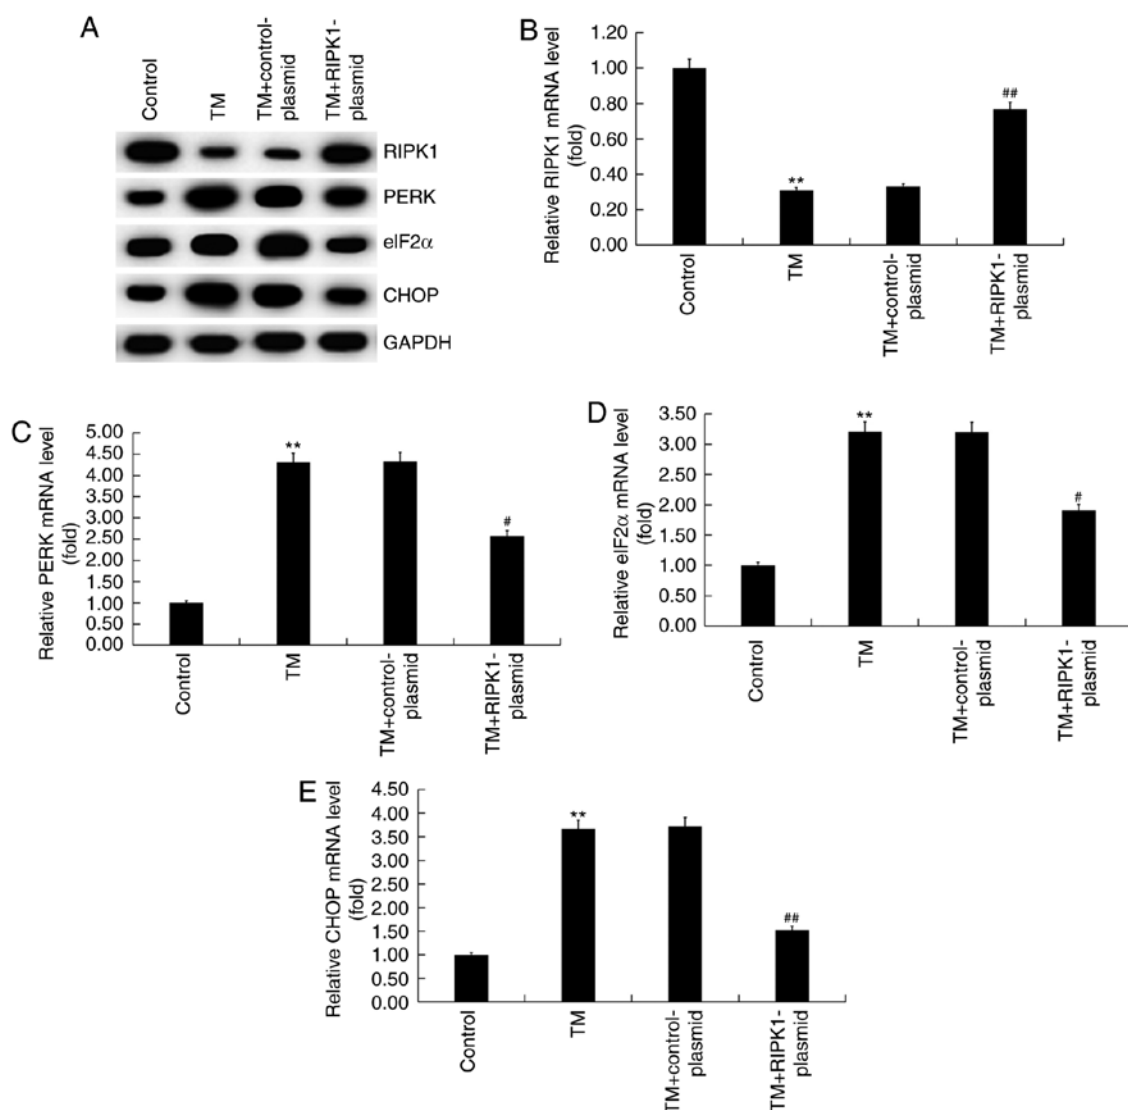 A
Control
TM
TM+control-
plasmid
TM+RIPK1-
plasmid
RIPK1
PERK
eIF2α
CHOP
GAPDH
B
Relative RIPK1 mRNA level
(fold)
1.20
1.00
0.80
0.60
0.40
0.20
0.00
**
##
Control
TM
TM+control-
plasmid
TM+RIPK1-
plasmid
C
Relative PERK mRNA level
(fold)
5.00
4.50
4.00
3.50
3.00
2.50
2.00
1.50
1.00
0.50
0.00
**
#
Control
TM
TM+control-
plasmid
TM+RIPK1-
plasmid
D
Relative eIF2α mRNA level
(fold)
3.50
3.00
2.50
2.00
1.50
1.00
0.50
0.00
**
#
Control
TM
TM+control-
plasmid
TM+RIPK1-
plasmid
E
Relative CHOP mRNA level
(fold)
4.50
4.00
3.50
3.00
2.50
2.00
1.50
1.00
0.50
0.00
**
##
Control
TM
TM+control-
plasmid
TM+RIPK1-
plasmid